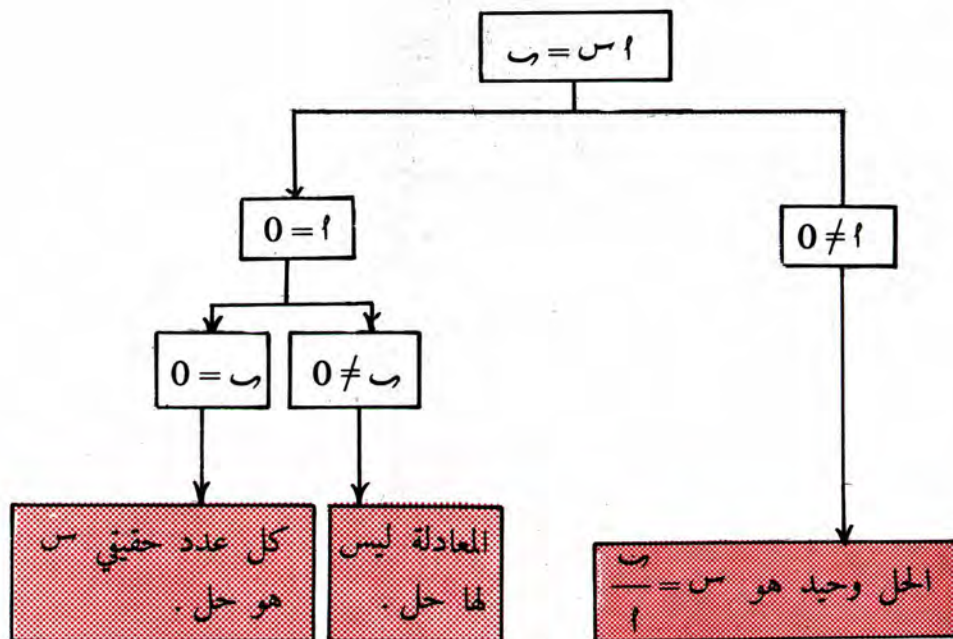 ا س = ب
ا ≠ 0
ا = 0
ب ≠ 0
ب = 0
الحل وحيد هو س = ب / ا
المعادلة ليس
لها حل .
كل عدد حقيقي س
هو حل .